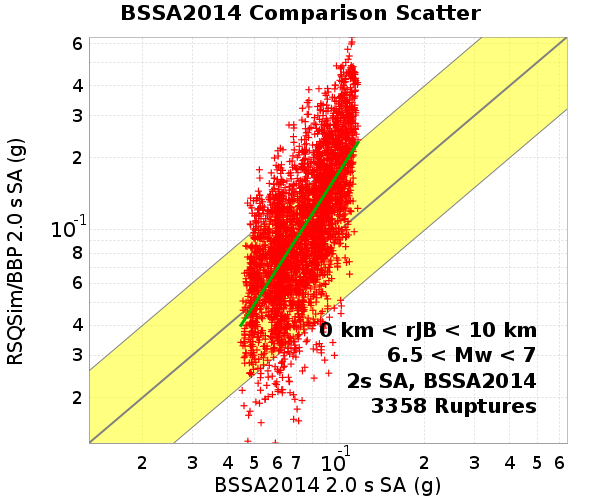 BSSA2014 Comparison Scatter
RSQSim/BBP 2.0 s SA (g)
6
4
3
2
10-1
8
6
4
3
2
0 km < rJB < 10 km
6.5 < Mw < 7
2s SA, BSSA2014
3358 Ruptures
2 3 4 5 6 7 10-1 2 3 4 5 6
BSSA2014 2.0 s SA (g)